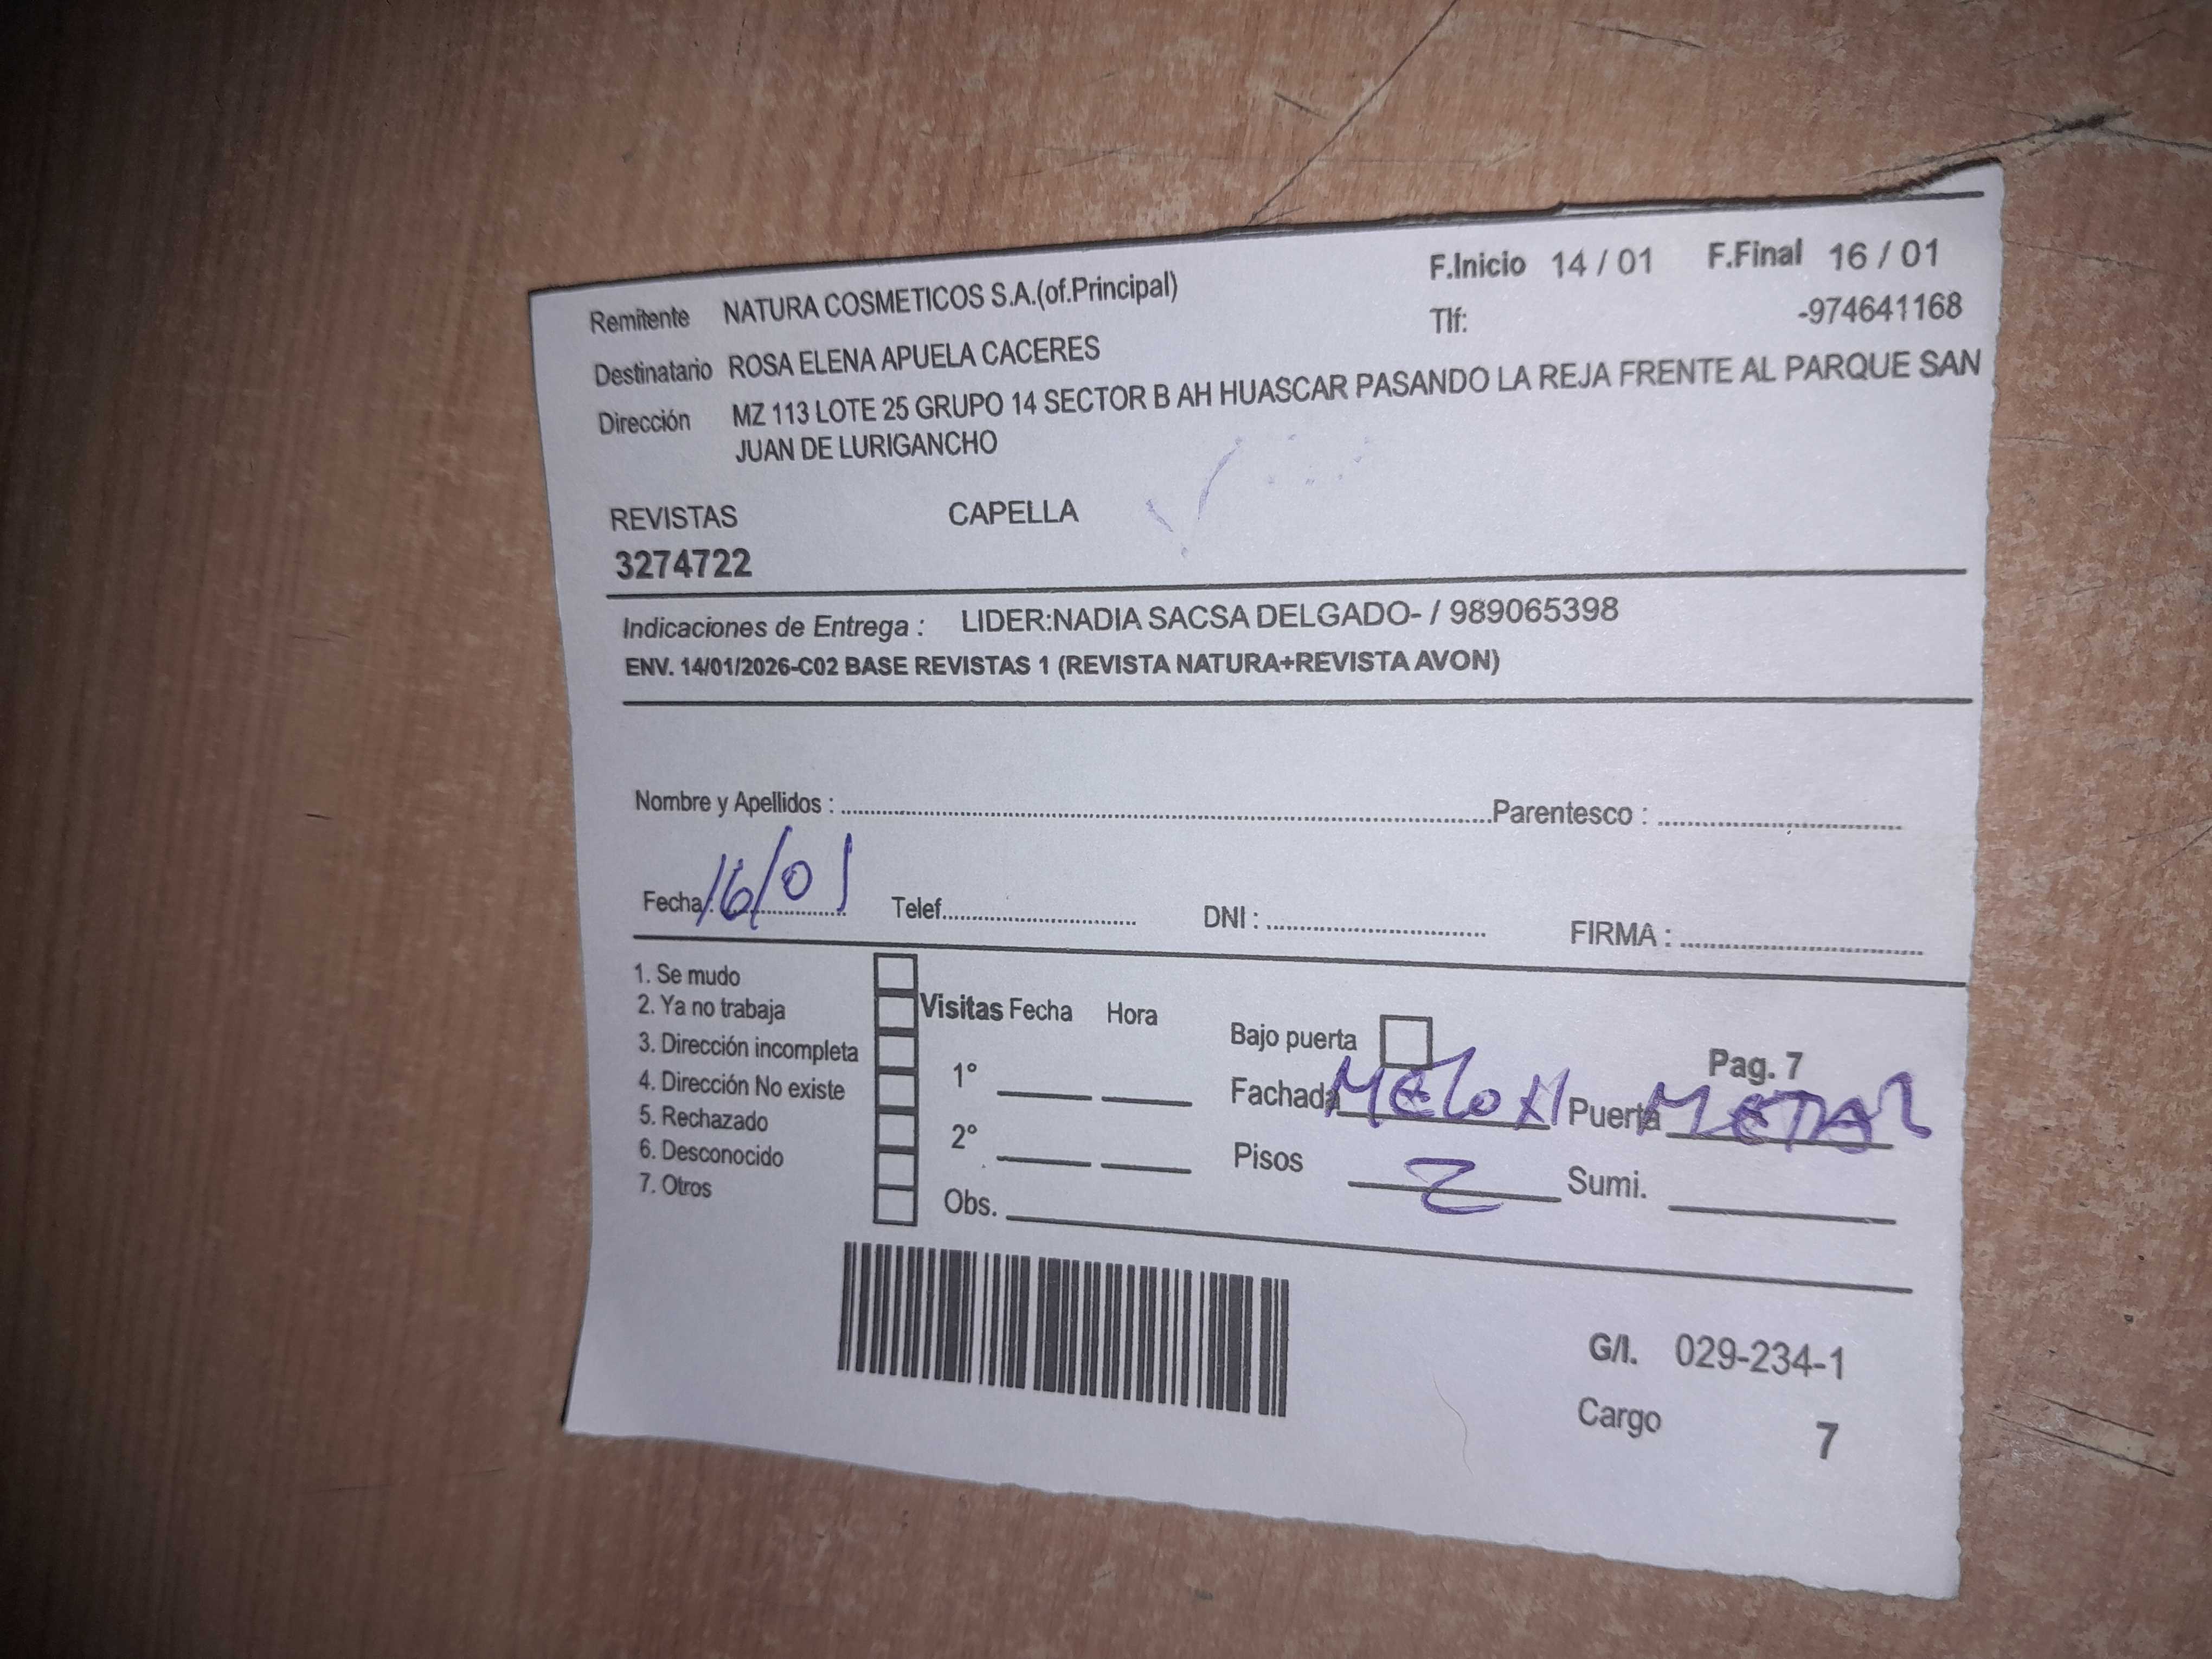 Remitente NATURA COSMETICOS S.A.(of.Principal) F.Inicio 14 / 01 F.Final 16 / 01
Tlf: -974641168
Destinatario ROSA ELENA APUELA CACERES
Dirección MZ 113 LOTE 25 GRUPO 14 SECTOR B AH HUASCAR PASANDO LA REJA FRENTE AL PARQUE SAN
JUAN DE LURIGANCHO
REVISTAS CAPELLA
3274722
Indicaciones de Entrega : LIDER:NADIA SACSA DELGADO- / 989065398
ENV. 14/01/2026-C02 BASE REVISTAS 1 (REVISTA NATURA+REVISTA AVON)
Nombre y Apellidos : Parentesco :
Fecha: 16/01 Telef. DNI : FIRMA :
1. Se mudo
2. Ya no trabaja Visitas Fecha Hora Bajo puerta
3. Dirección incompleta 1° Fachada Puerta METAL Pag. 7
4. Dirección No existe
5. Rechazado 2° Pisos 2 Sumi.
6. Desconocido
7. Otros Obs.
G/I. 029-234-1
Cargo 7